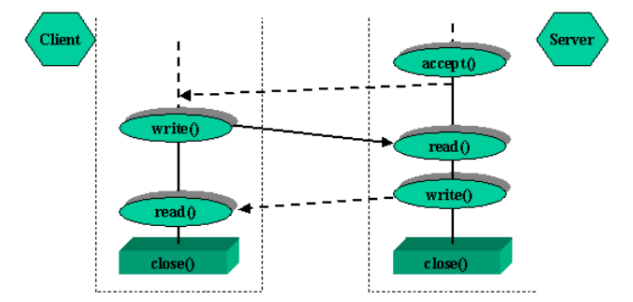 Client
Server
accept()
write()
read()
write()
read()
close()
close()